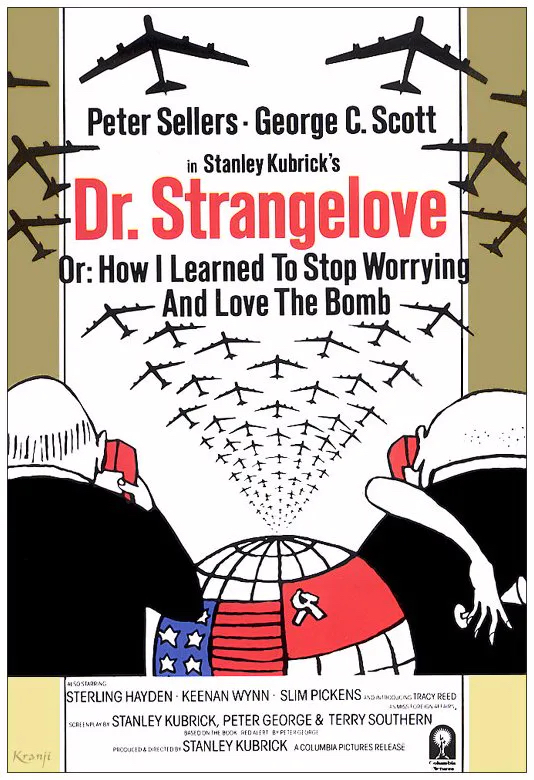 Peter Sellers · George C. Scott
in Stanley Kubrick's
Dr. Strangelove
Or: How I Learned To Stop Worrying
And Love The Bomb
ALSO STARRING
STERLING HAYDEN · KEENAN WYNN · SLIM PICKENS AND INTRODUCING TRACY REED
AS MISS FOREIGN AFFAIRS
SCREENPLAY BY STANLEY KUBRICK, PETER GEORGE & TERRY SOUTHERN
BASED ON THE BOOK RED ALERT BY PETER GEORGE
PRODUCED & DIRECTED BY STANLEY KUBRICK A COLUMBIA PICTURES RELEASE
Columbia
Pictures
Kranji